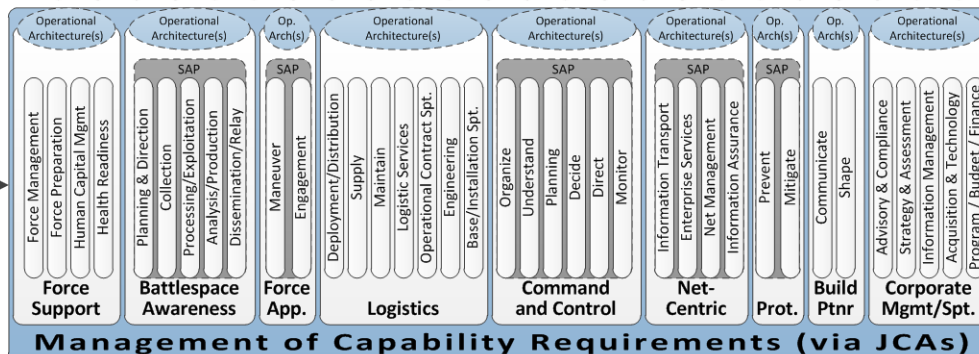 Operational
Architecture(s)
Operational
Architecture(s)
Op.
Arch(s)
Operational
Architecture(s)
Operational
Architecture(s)
Operational
Architecture(s)
Op.
Arch(s)
Op.
Arch(s)
Operational
Architecture(s)
SAP
SAP
SAP
SAP
SAP
Force Management
Force Preparation
Human Capital Mgmt
Health Readiness
Planning & Direction
Collection
Processing/Exploitation
Analysis/Production
Dissemination/Relay
Maneuver
Engagement
Deployment/Distribution
Supply
Maintain
Logistic Services
Operational Contract Spt.
Engineering
Base/Installation Spt.
Organize
Understand
Planning
Decide
Direct
Monitor
Information Transport
Enterprise Services
Net Management
Information Assurance
Prevent
Mitigate
Communicate
Shape
Advisory & Compliance
Strategy & Assessment
Information Management
Acquisition & Technology
Program / Budget / Finance
Force
Support
Battlespace
Awareness
Force
App.
Logistics
Command
and Control
Net-
Centric
Prot.
Build
Ptnr
Corporate
Mgmt/Spt.
Management of Capability Requirements (via JCAs)